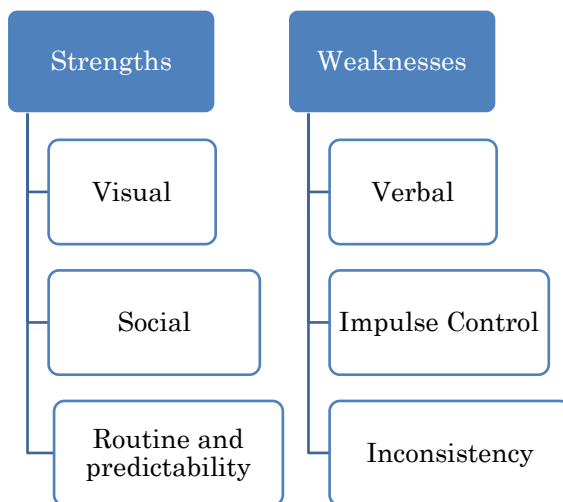 Strengths
Visual
Social
Routine and
predictability
Weaknesses
Verbal
Impulse Control
Inconsistency